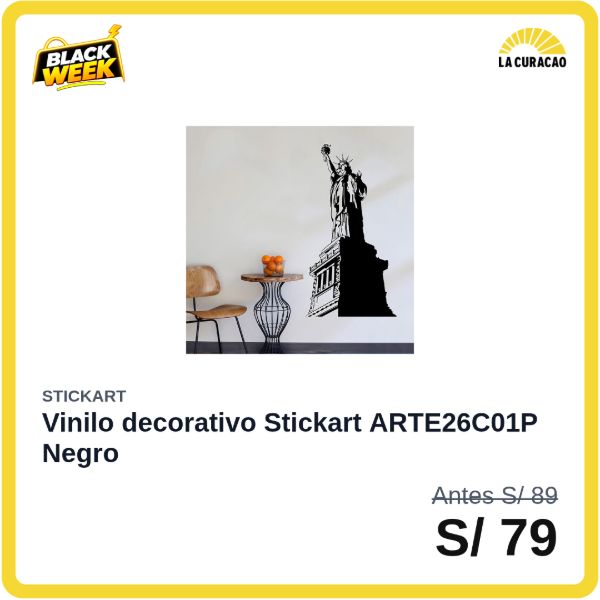 BLACK
WEEK
LA CURACAO
STICKART
Vinilo decorativo Stickart ARTE26C01P
Negro
Antes S/ 89
S/ 79